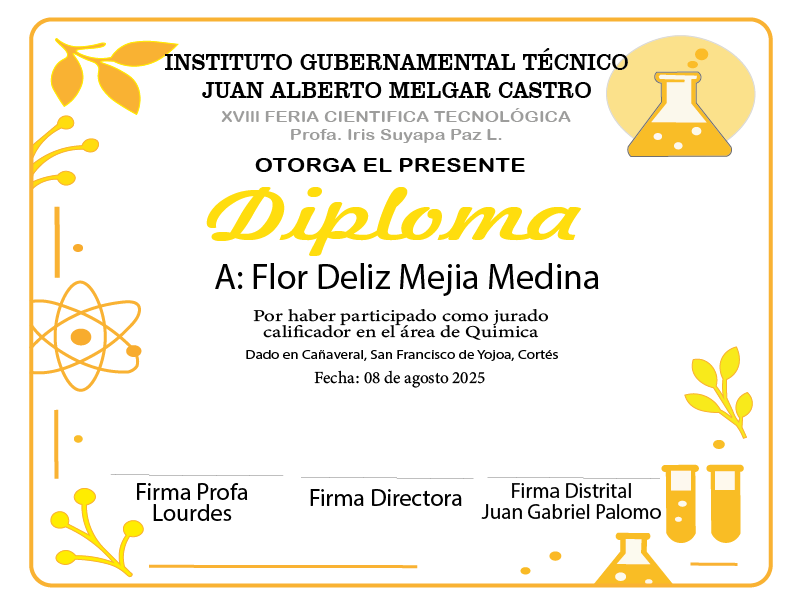 INSTITUTO GUBERNAMENTAL TÉCNICO
JUAN ALBERTO MELGAR CASTRO
XVIII FERIA CIENTIFICA TECNOLÓGICA
Profa. Iris Suyapa Paz L.
OTORGA EL PRESENTE
Diploma
A: Flor Deliz Mejia Medina
Por haber participado como jurado
calificador en el área de Quimica
Dado en Cañaveral, San Francisco de Yojoa, Cortés
Fecha: 08 de agosto 2025
Firma Profa
Lourdes
Firma Directora
Firma Distrital
Juan Gabriel Palomo